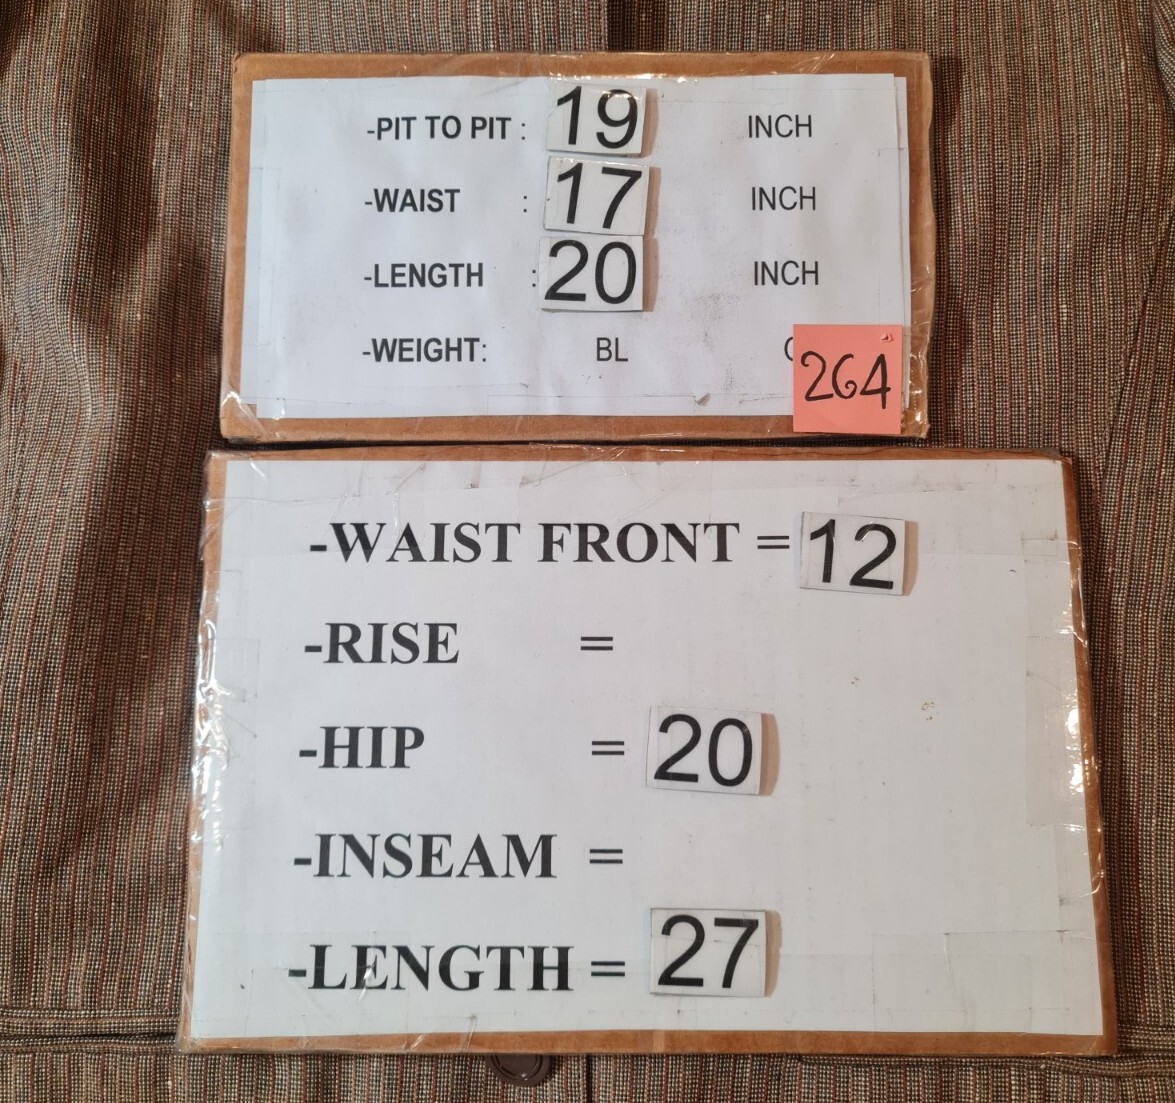 -PIT TO PIT : 19 INCH
-WAIST : 17 INCH
-LENGTH : 20 INCH
-WEIGHT: BL
264
-WAIST FRONT = 12
-RISE =
-HIP = 20
-INSEAM =
-LENGTH = 27